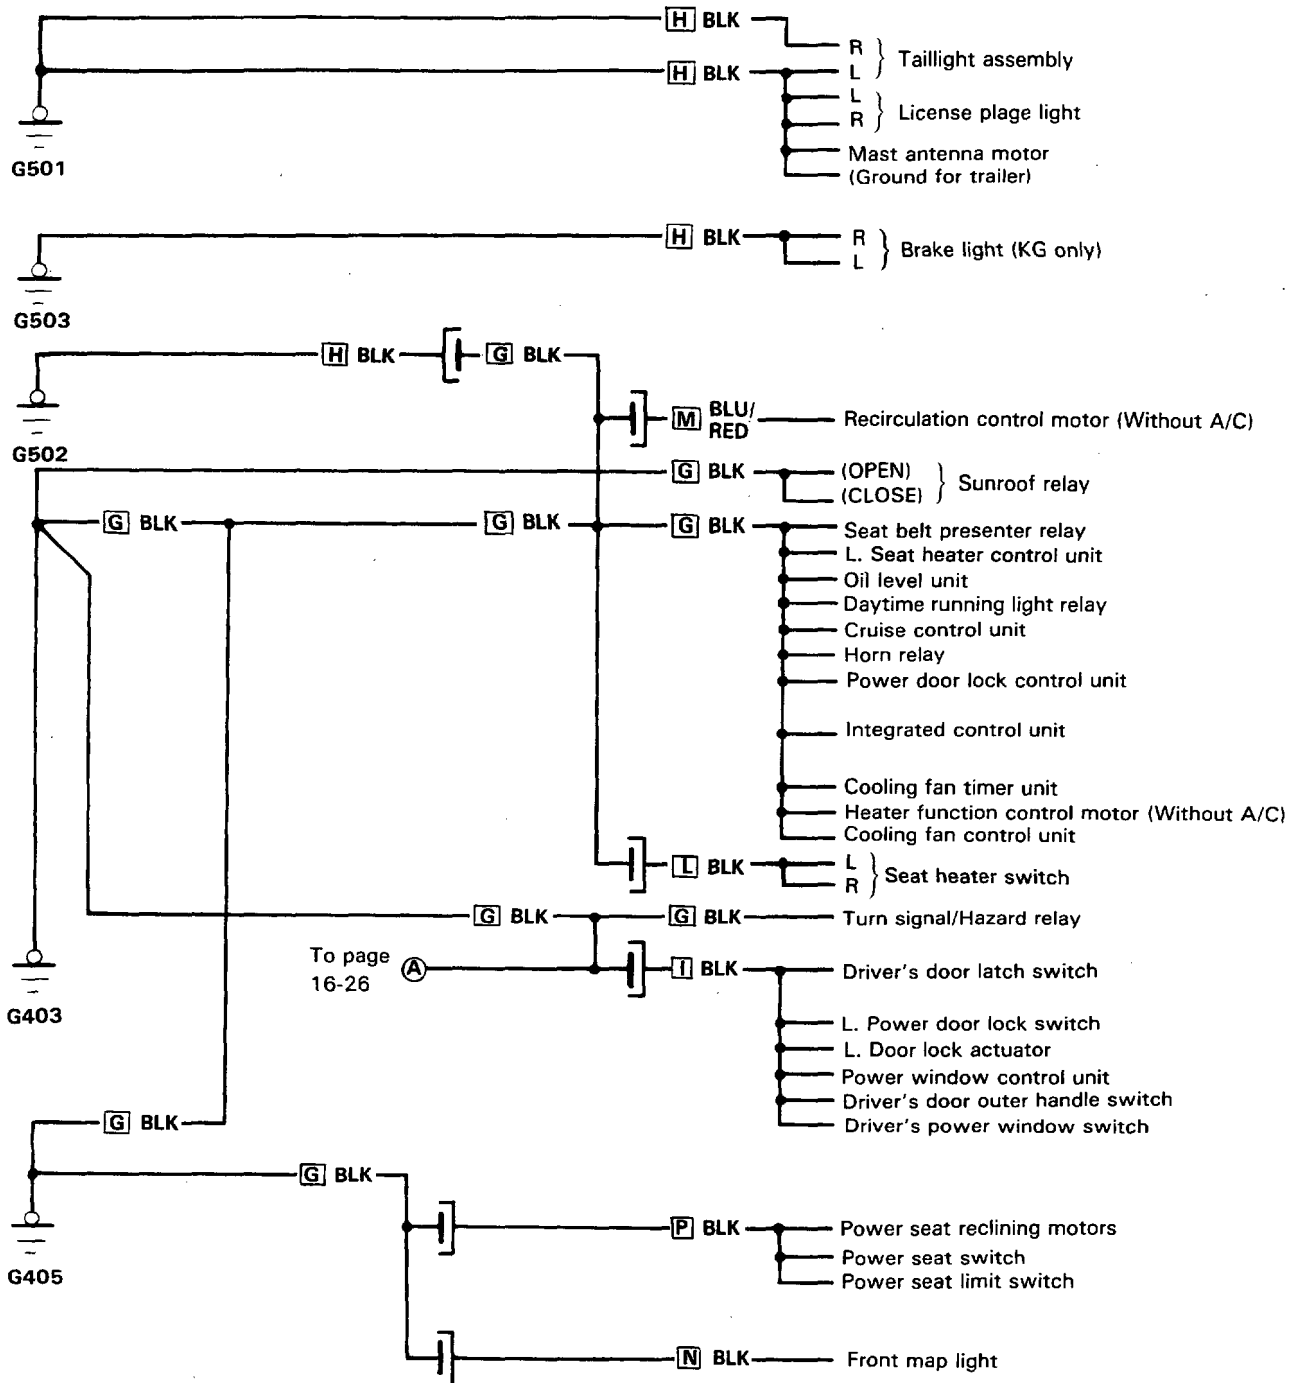 H BLK
R
L
Taillight assembly
H BLK
L
R
License plage light
Mast antenna motor
(Ground for trailer)
G501
H BLK
R
L
Brake light (KG only)
G503
H BLK
G BLK
M BLU/
RED
Recirculation control motor (Without A/C)
G502
G BLK
(OPEN)
(CLOSE)
Sunroof relay
G BLK
G BLK
G BLK
Seat belt presenter relay
L. Seat heater control unit
Oil level unit
Daytime running light relay
Cruise control unit
Horn relay
Power door lock control unit
Integrated control unit
Cooling fan timer unit
Heater function control motor (Without A/C)
Cooling fan control unit
L BLK
L
R
Seat heater switch
G BLK
G BLK
Turn signal/Hazard relay
To page
16-26
A
I BLK
Driver's door latch switch
G403
L. Power door lock switch
L. Door lock actuator
Power window control unit
Driver's door outer handle switch
Driver's power window switch
G BLK
G BLK
P BLK
Power seat reclining motors
Power seat switch
Power seat limit switch
G405
N BLK
Front map light